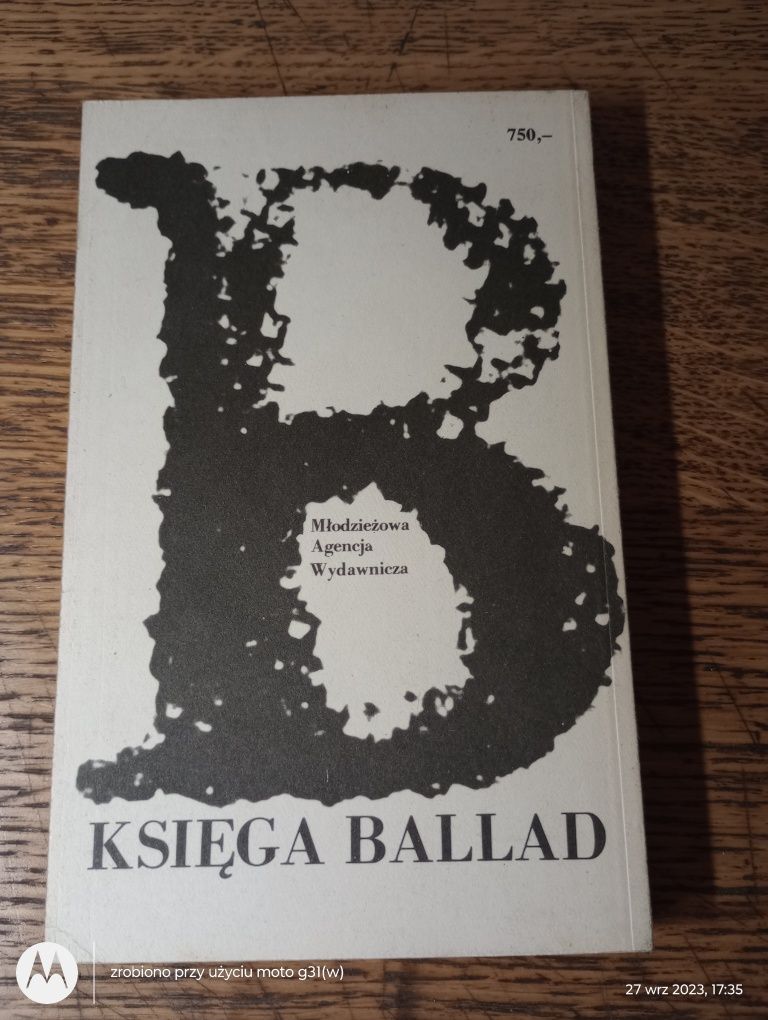 750,–
B
Młodzieżowa
Agencja
Wydawnicza
KSIĘGA BALLAD
zrobiono przy użyciu moto g31(w)
27 wrz 2023, 17:35